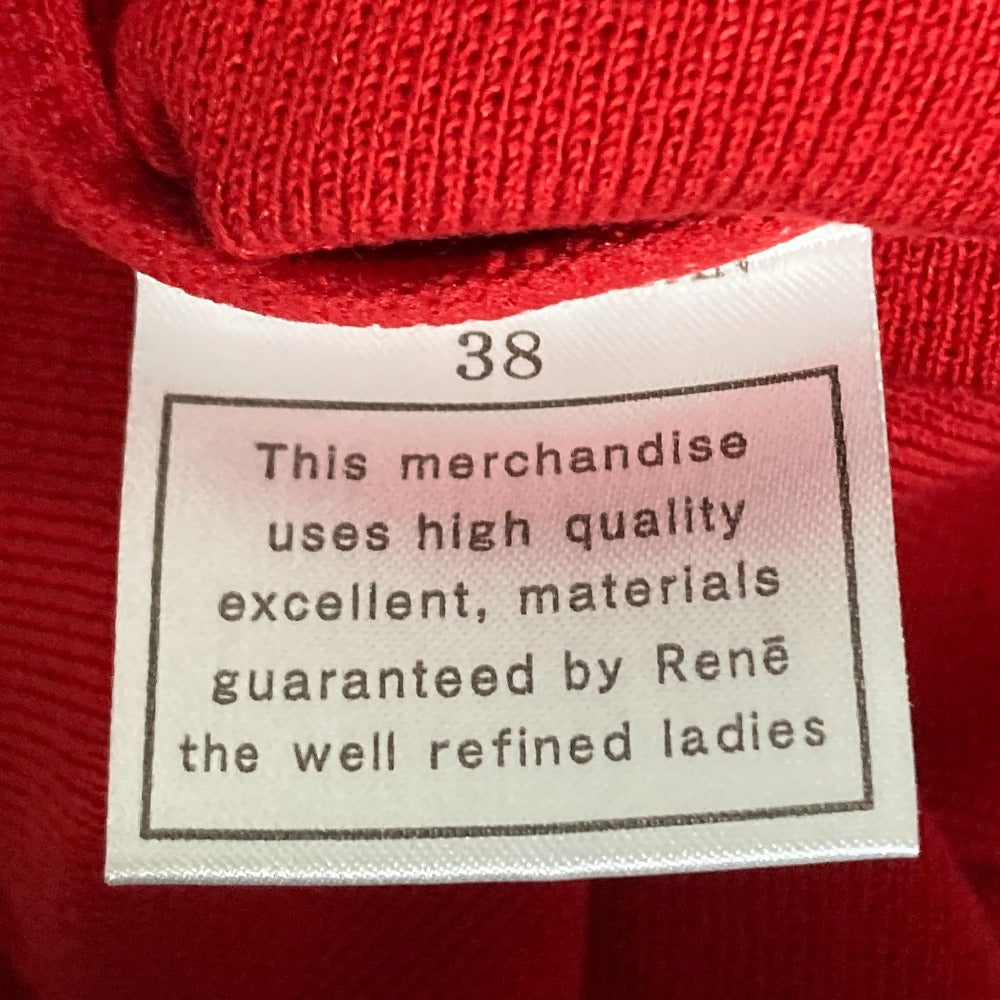 38
This merchandise
uses high quality
excellent, materials
guaranteed by Renē
the well refined ladies